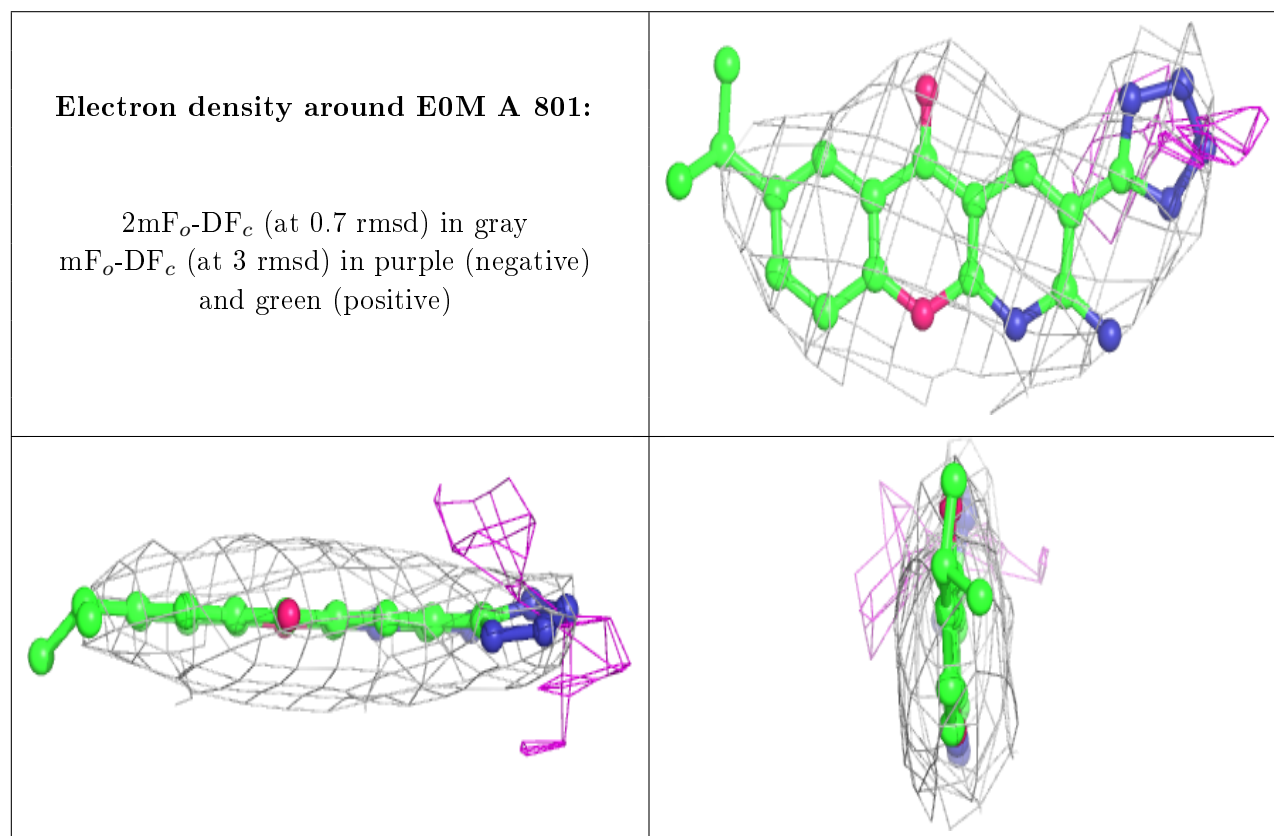 Electron density around E0M A 801:
2mFo-DFc (at 0.7 rmsd) in gray
mFo-DFc (at 3 rmsd) in purple (negative)
and green (positive)